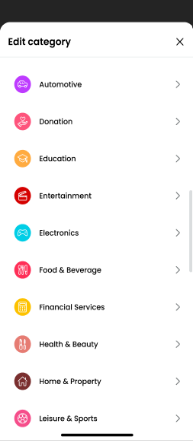 Edit category
Automotive
Donation
Education
Entertainment
Electronics
Food & Beverage
Financial Services
Health & Beauty
Home & Property
Leisure & Sports